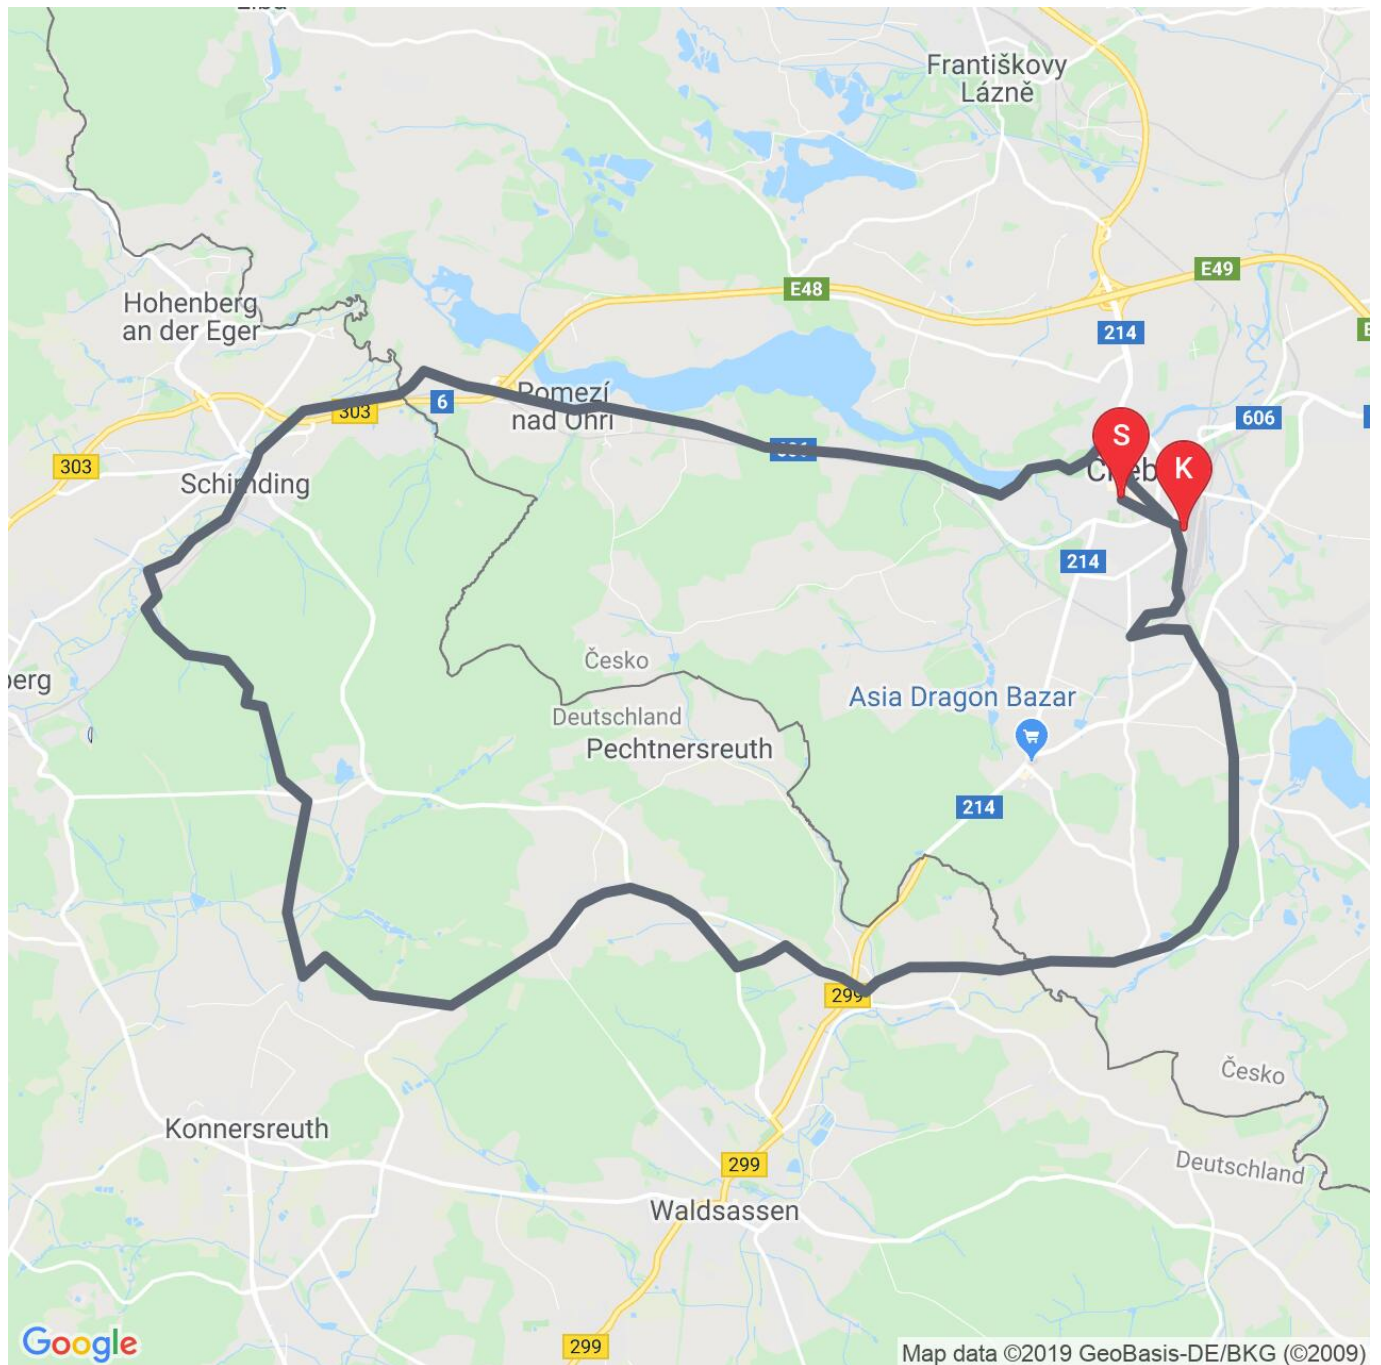 Františkovy
Lázně
E49
E48
Hohenberg
an der Eger
214
Pomezí
nad Ohří
6
303
606
S
303
K
Schirnding
214
Česko
Asia Dragon Bazar
Deutschland
Pechtnersreuth
214
299
Česko
Konnersreuth
299
Deutschland
Waldsassen
Google
299
Map data ©2019 GeoBasis-DE/BKG (©2009)